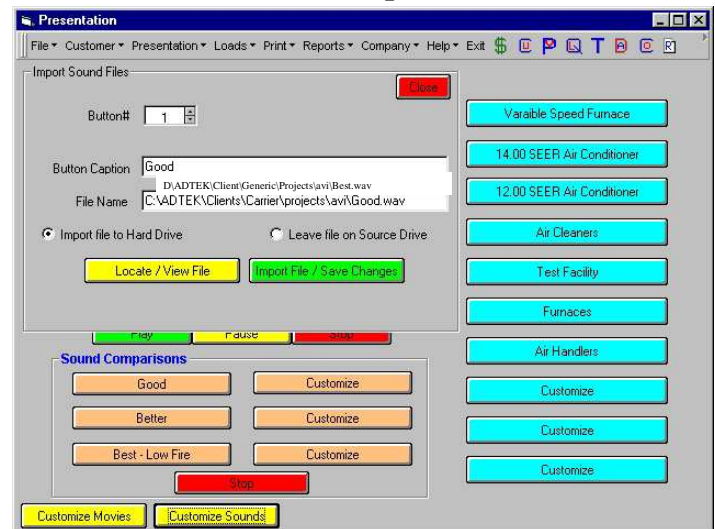 Presentation
File Customer Presentation Loads Print Reports Company Help Exit $ U P Q T A C R
Import Sound Files
Close
Button# 1
Button Caption Good
D\ADTEK\Client\Generic\Projects\avi\Best.wav
File Name C:\ADTEK\Clients\Carrier\projects\avi\Good.wav
Import file to Hard Drive Leave file on Source Drive
Locate / View File Import File / Save Changes
Play Pause Stop
Sound Comparisons
Good Customize
Better Customize
Best - Low Fire Customize
Stop
Customize Movies Customize Sounds
Varaible Speed Furnace
14.00 SEER Air Conditioner
12.00 SEER Air Conditioner
Air Cleaners
Test Facility
Furnaces
Air Handlers
Customize
Customize
Customize